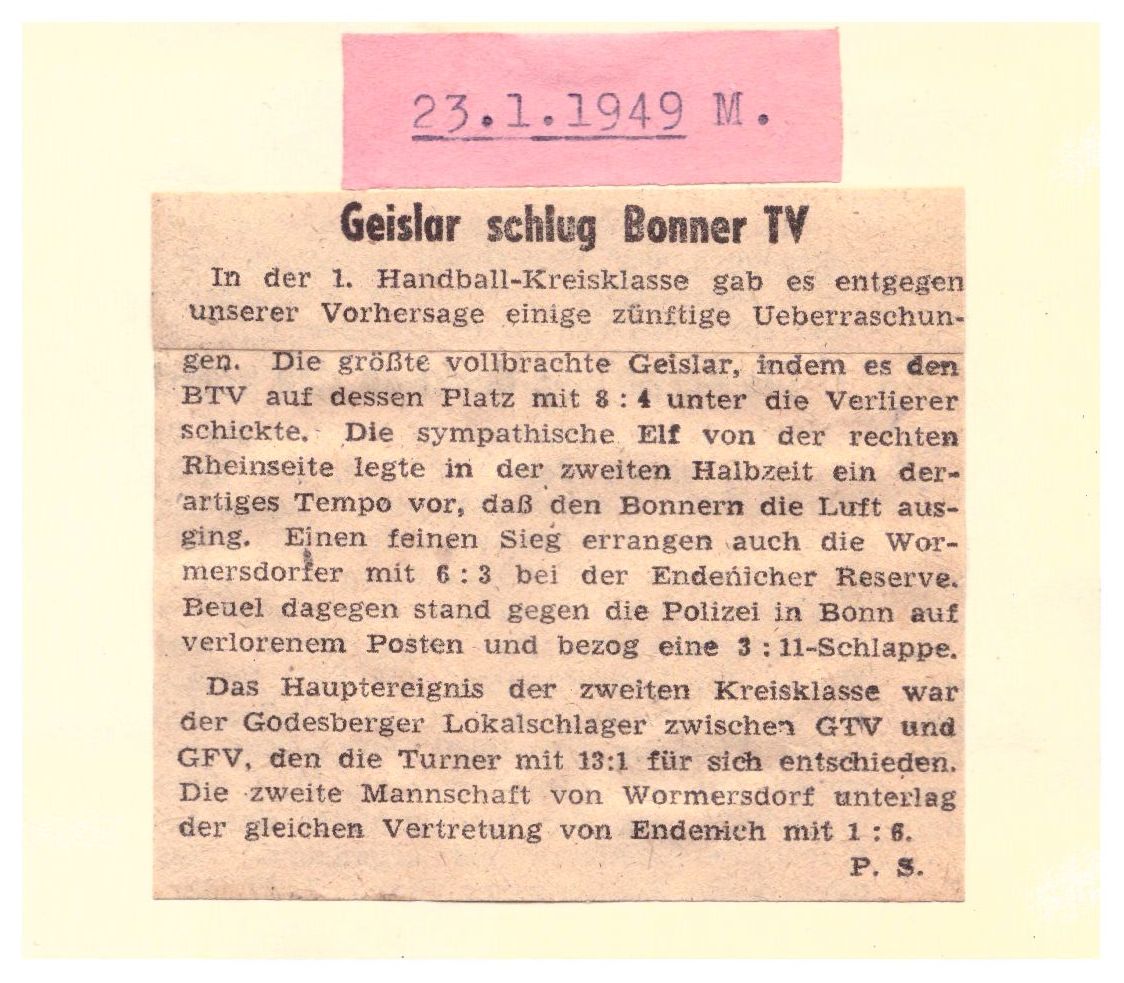 23.1.1949 M.
Geislar schlug Bonner TV
In der 1. Handball-Kreisklasse gab es entgegen
unserer Vorhersage einige zünftige Ueberraschun-
gen. Die größte vollbrachte Geislar, indem es den
BTV auf dessen Platz mit 8 : 4 unter die Verlierer
schickte. Die sympathische Elf von der rechten
Rheinseite legte in der zweiten Halbzeit ein der-
artiges Tempo vor, daß den Bonnern die Luft aus-
ging. Einen feinen Sieg errangen auch die Wor-
mersdorfer mit 6 : 3 bei der Endenicher Reserve.
Beuel dagegen stand gegen die Polizei in Bonn auf
verlorenem Posten und bezog eine 3 : 11-Schlappe.
Das Hauptereignis der zweiten Kreisklasse war
der Godesberger Lokalschlager zwischen GTV und
GFV, den die Turner mit 13:1 für sich entschieden.
Die zweite Mannschaft von Wormersdorf unterlag
der gleichen Vertretung von Endenich mit 1 : 6.
P. S.